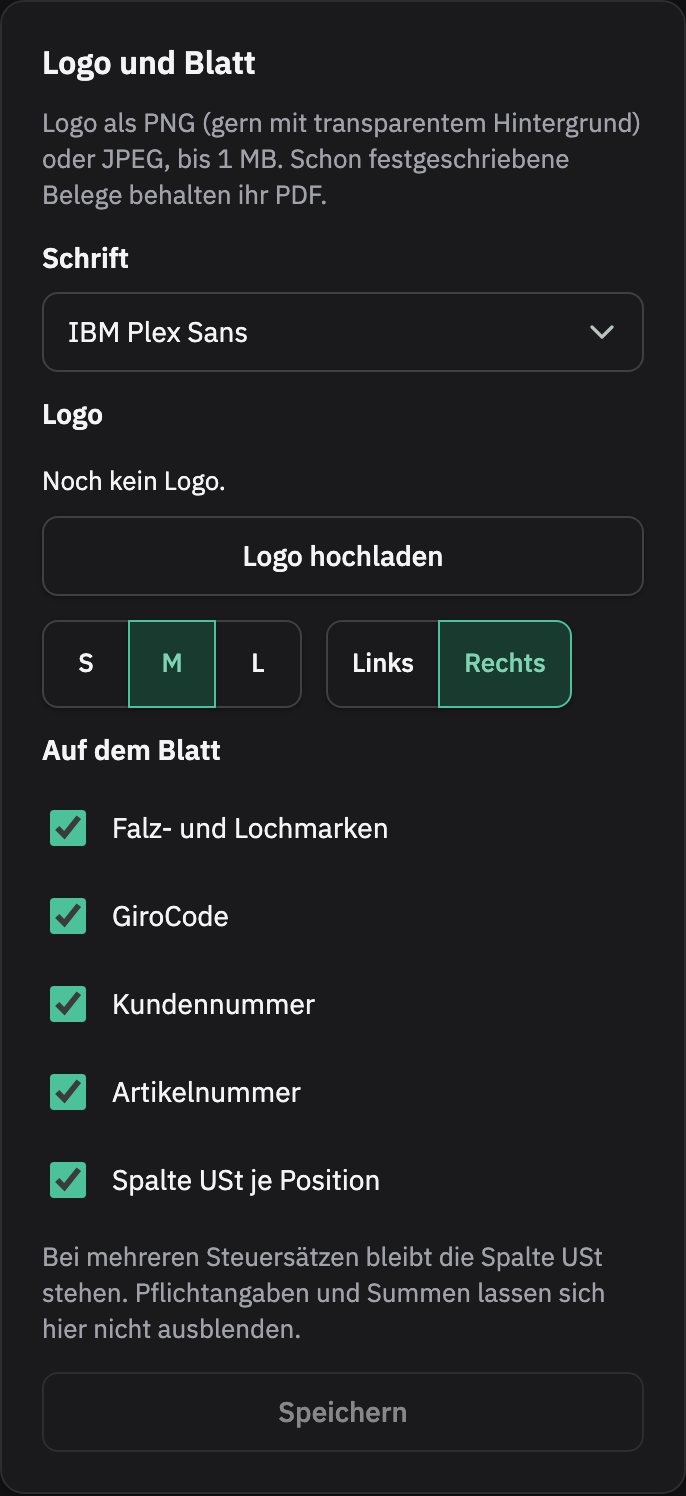 Logo und Blatt
Logo als PNG (gern mit transparentem Hintergrund)
oder JPEG, bis 1 MB. Schon festgeschriebene
Belege behalten ihr PDF.
Schrift
IBM Plex Sans
Logo
Noch kein Logo.
Logo hochladen
S M L Links Rechts
Auf dem Blatt
Falz- und Lochmarken
GiroCode
Kundennummer
Artikelnummer
Spalte USt je Position
Bei mehreren Steuersätzen bleibt die Spalte USt
stehen. Pflichtangaben und Summen lassen sich
hier nicht ausblenden.
Speichern